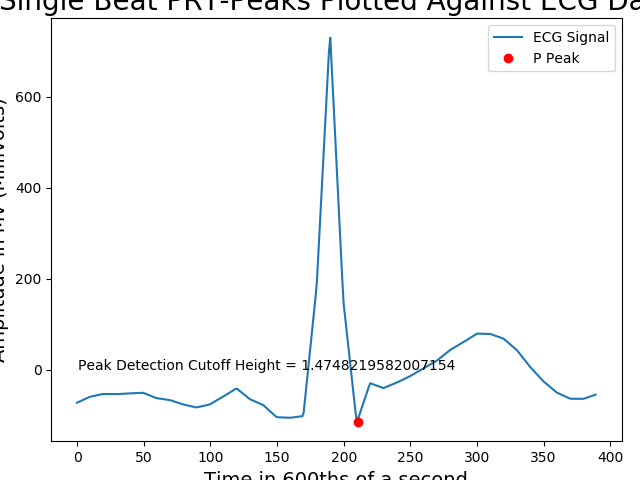 Single Beat PRT-Peaks Plotted Against ECG Da
ECG Signal
P Peak
600
400
200
0
Amplitude in MV (Millivolts)
Peak Detection Cutoff Height = 1.4748219582007154
0 50 100 150 200 250 300 350 400
Time in 600ths of a second